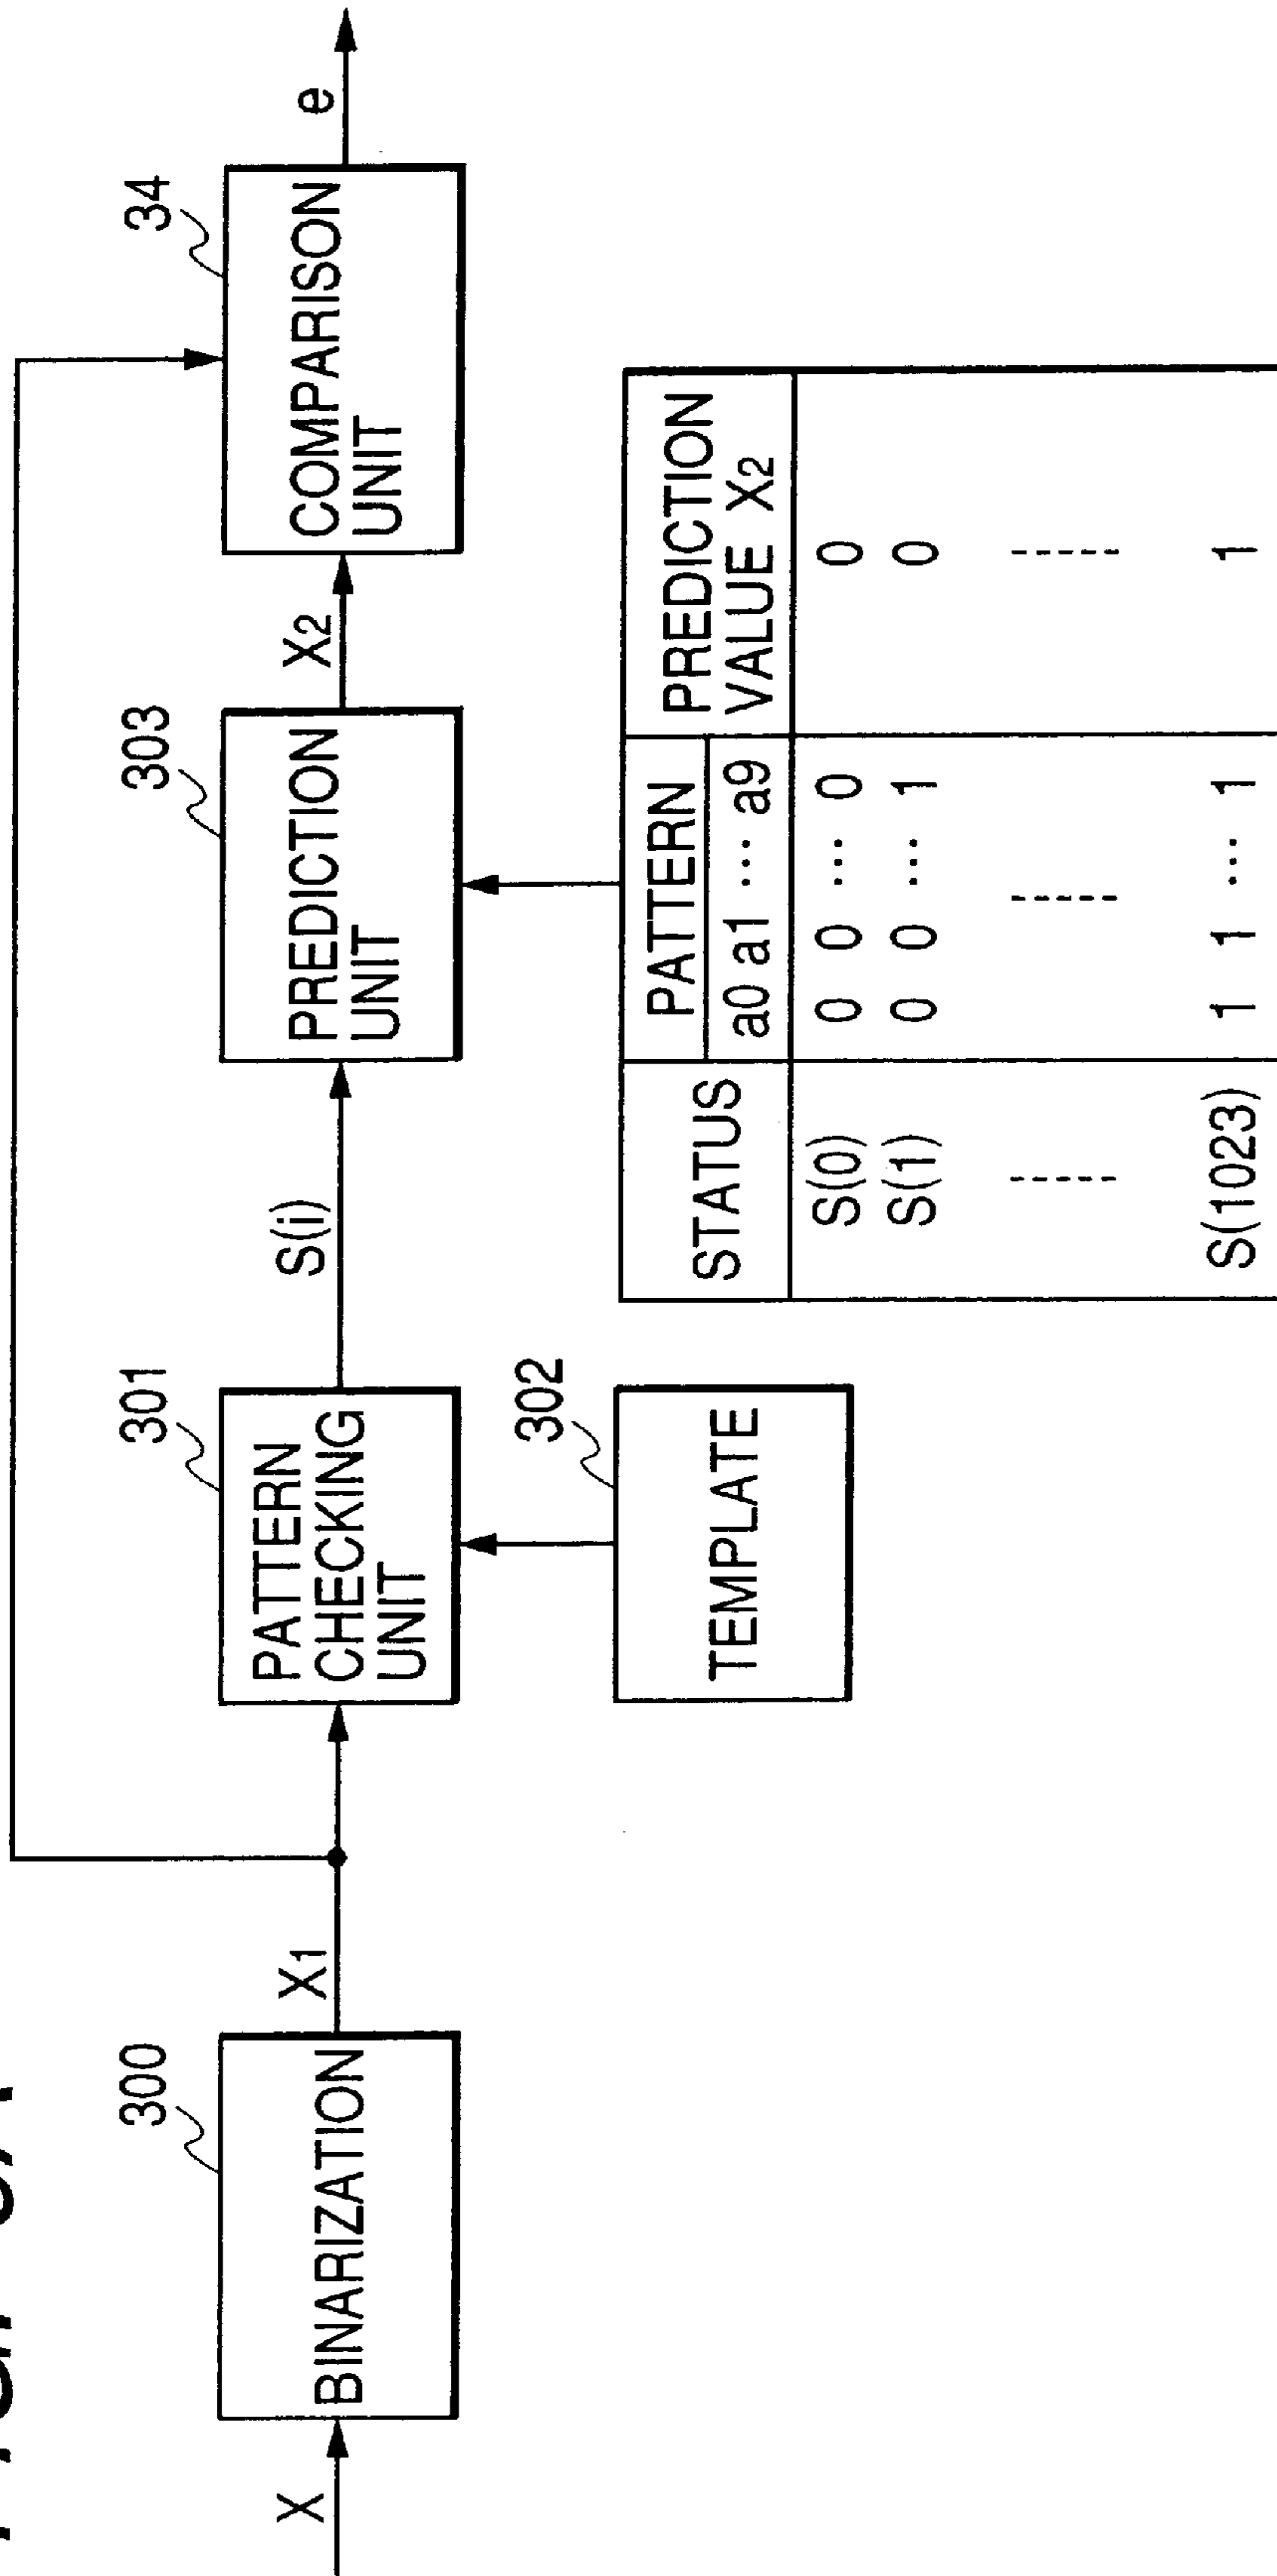 X
300
BINARIZATION
X1
301
PATTERN
CHECKING
UNIT
302
TEMPLATE
S(i)
303
PREDICTION
UNIT
X2
34
COMPARISON
UNIT
e
STATUS PATTERN PREDICTION
a0 a1 ··· a9 VALUE X2
S(0) 0 0 ··· 0 0
S(1) 0 0 ··· 1 0
S(1023) 1 1 ··· 1 1